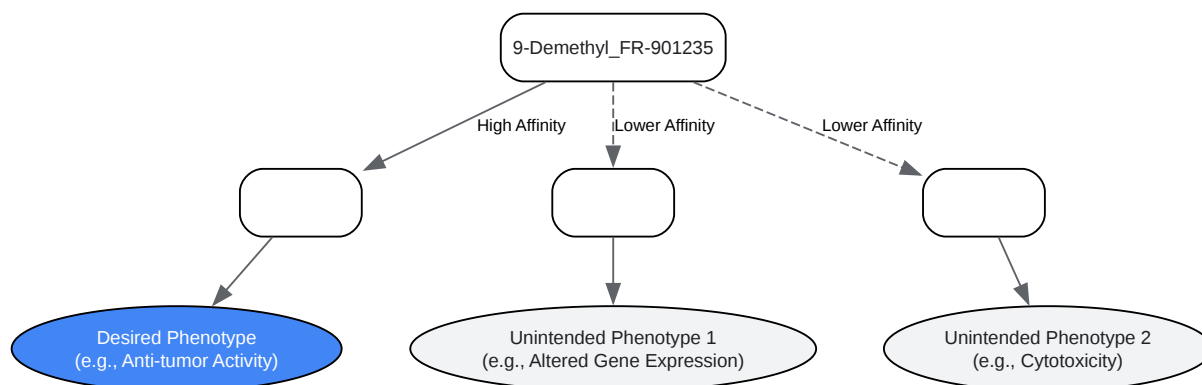 9-Demethyl_FR-901235
High Affinity
Lower Affinity
Lower Affinity
Desired Phenotype
(e.g., Anti-tumor Activity)
Unintended Phenotype 1
(e.g., Altered Gene Expression)
Unintended Phenotype 2
(e.g., Cytotoxicity)